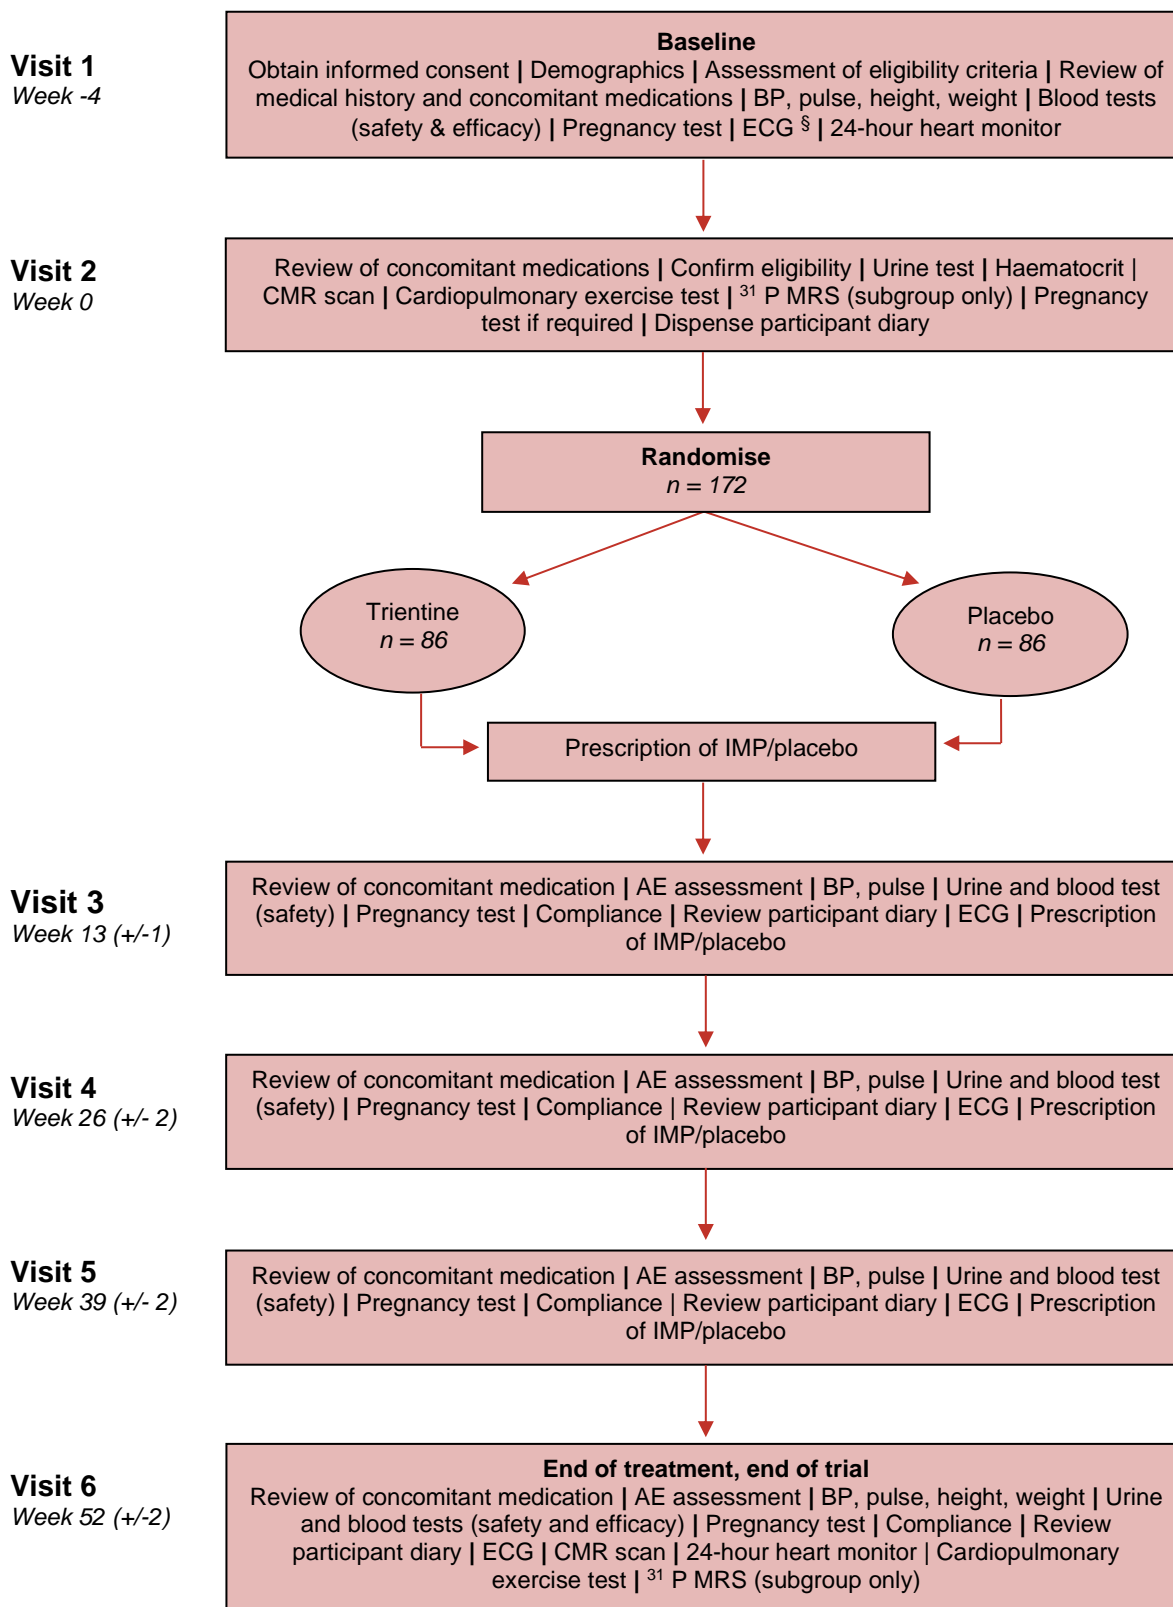 Visit 1
Week -4
Baseline
Obtain informed consent | Demographics | Assessment of eligibility criteria | Review of
medical history and concomitant medications | BP, pulse, height, weight | Blood tests
(safety & efficacy) | Pregnancy test | ECG § | 24-hour heart monitor
Visit 2
Week 0
Review of concomitant medications | Confirm eligibility | Urine test | Haematocrit |
CMR scan | Cardiopulmonary exercise test | ³¹ P MRS (subgroup only) | Pregnancy
test if required | Dispense participant diary
Randomise
n = 172
Trientine
n = 86
Placebo
n = 86
Prescription of IMP/placebo
Visit 3
Week 13 (+/-1)
Review of concomitant medication | AE assessment | BP, pulse | Urine and blood test
(safety) | Pregnancy test | Compliance | Review participant diary | ECG | Prescription
of IMP/placebo
Visit 4
Week 26 (+/- 2)
Review of concomitant medication | AE assessment | BP, pulse | Urine and blood test
(safety) | Pregnancy test | Compliance | Review participant diary | ECG | Prescription
of IMP/placebo
Visit 5
Week 39 (+/- 2)
Review of concomitant medication | AE assessment | BP, pulse | Urine and blood test
(safety) | Pregnancy test | Compliance | Review participant diary | ECG | Prescription
of IMP/placebo
Visit 6
Week 52 (+/-2)
End of treatment, end of trial
Review of concomitant medication | AE assessment | BP, pulse, height, weight | Urine
and blood tests (safety and efficacy) | Pregnancy test | Compliance | Review
participant diary | ECG | CMR scan | 24-hour heart monitor | Cardiopulmonary
exercise test | ³¹ P MRS (subgroup only)